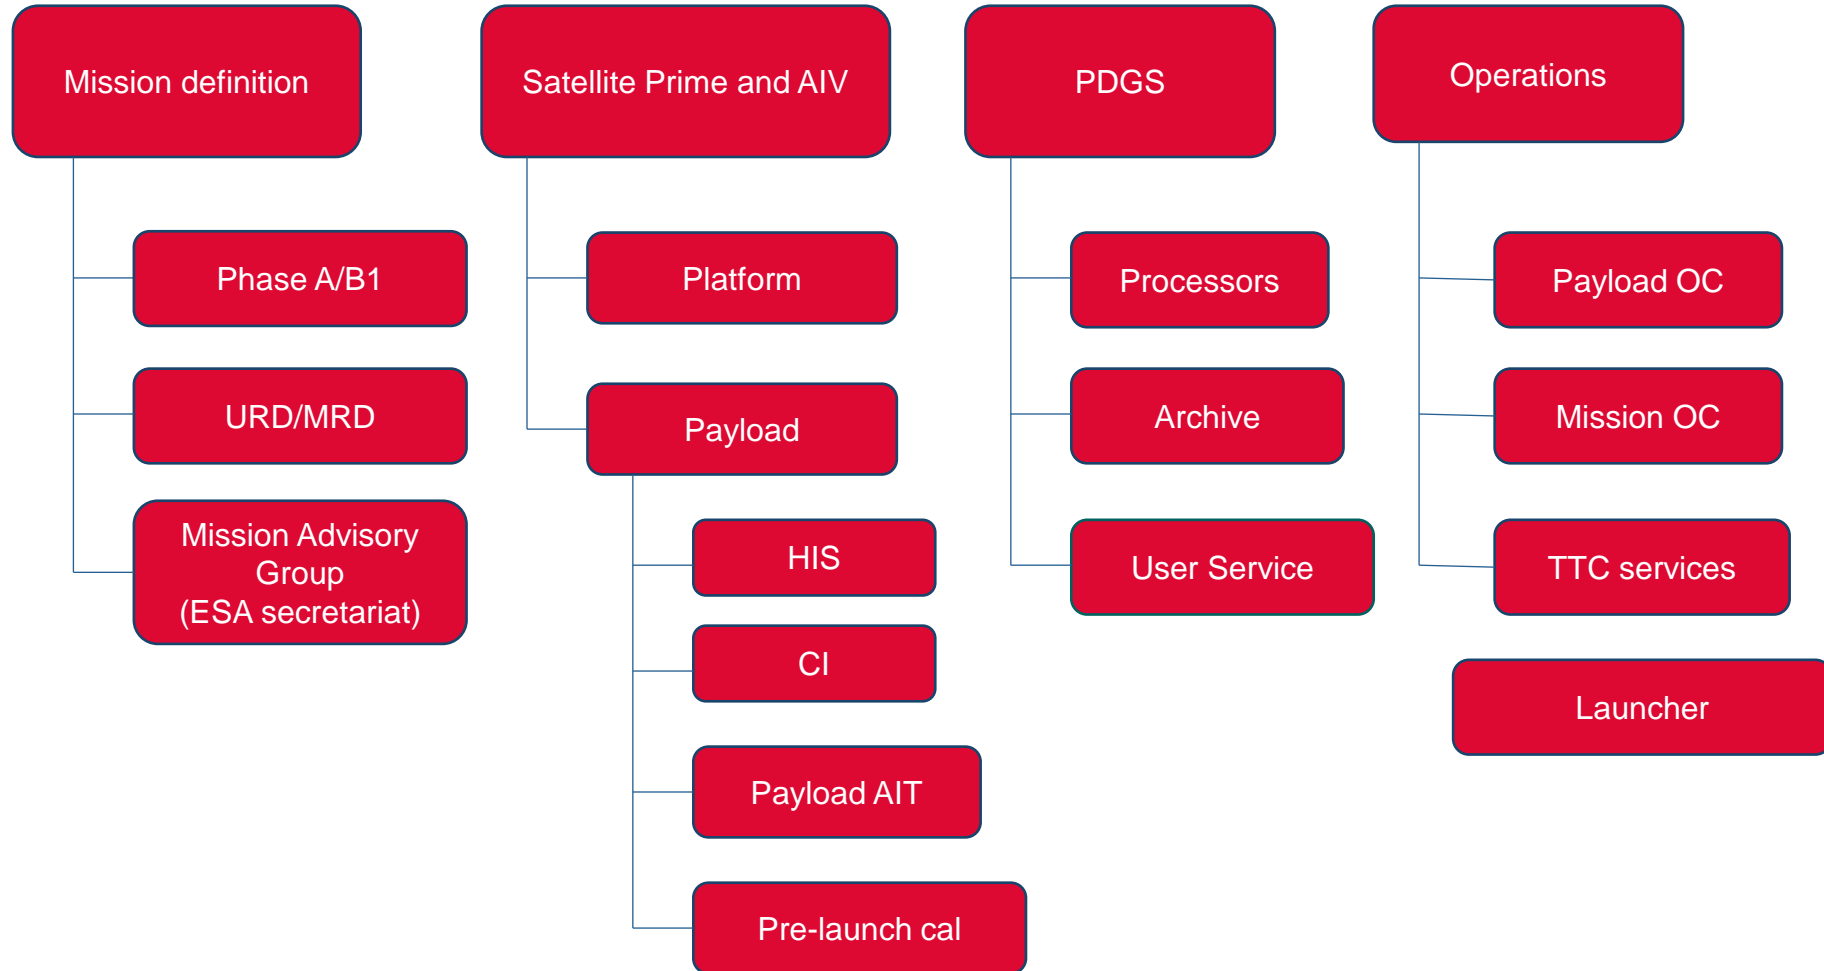 Mission definition
Phase A/B1
URD/MRD
Mission Advisory
Group
(ESA secretariat)
Satellite Prime and AIV
Platform
Payload
HIS
CI
Payload AIT
Pre-launch cal
PDGS
Processors
Archive
User Service
Operations
Payload OC
Mission OC
TTC services
Launcher